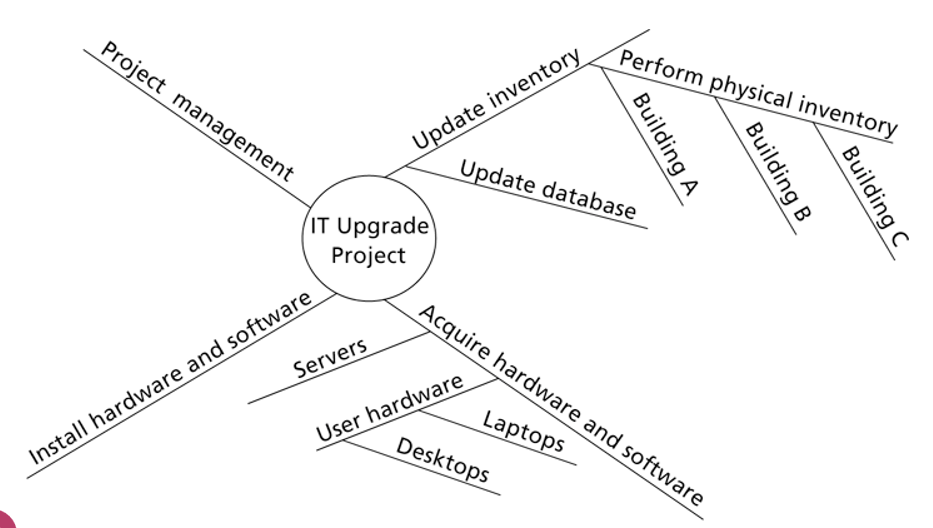 Project management
Update inventory
Perform physical inventory
Building A
Building B
Building C
Update database
IT Upgrade
Project
Install hardware and software
Acquire hardware and software
Servers
User hardware
Laptops
Desktops